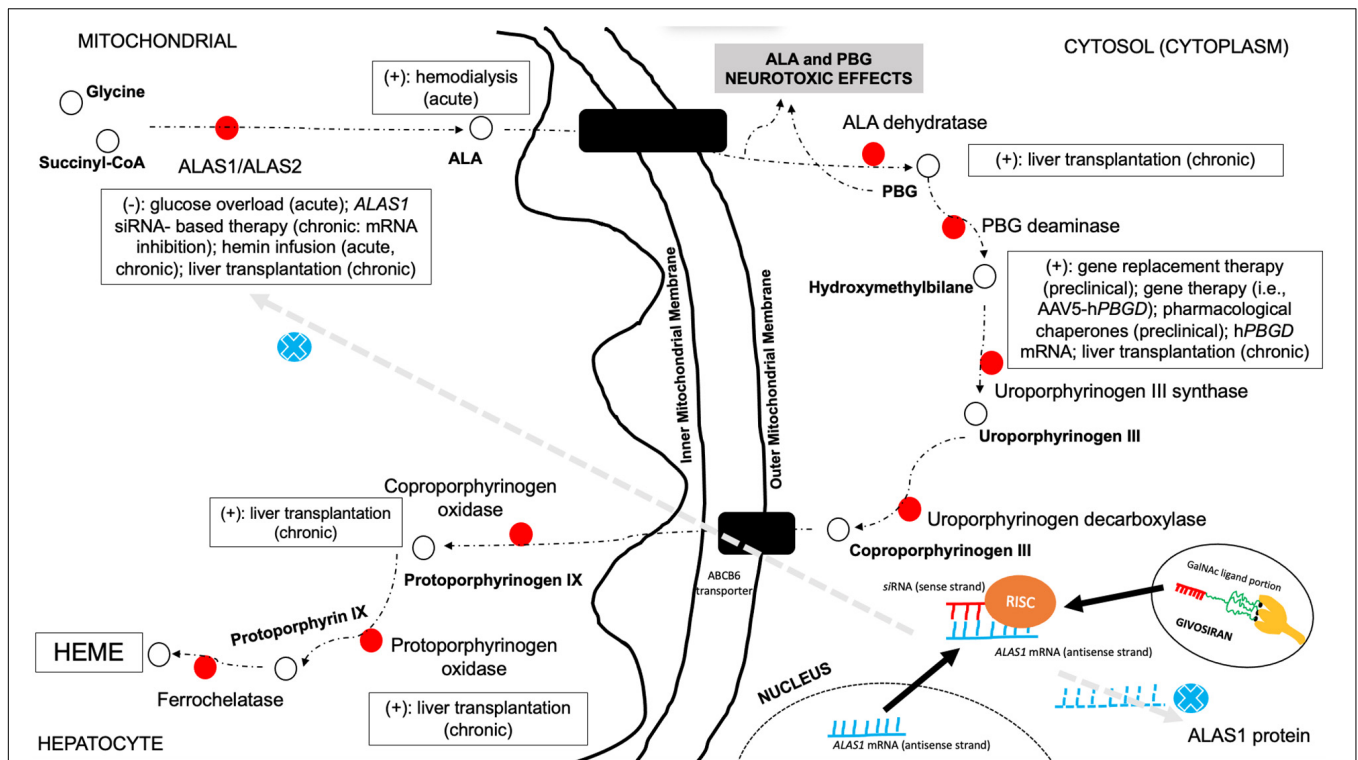 MITOCHONDRIAL
CYTOSOL (CYTOPLASM)
ALA and PBG
NEUROTOXIC EFFECTS
Glycine
Succinyl-CoA
ALAS1/ALAS2
(+): hemodialysis
(acute)
ALA
(-): glucose overload (acute); ALAS1
siRNA- based therapy (chronic: mRNA
inhibition); hemin infusion (acute,
chronic); liver transplantation (chronic)
ALA dehydratase
(+): liver transplantation (chronic)
PBG
PBG deaminase
Hydroxymethylbilane
(+): gene replacement therapy
(preclinical); gene therapy (i.e.,
AAV5-hPBGD); pharmacological
chaperones (preclinical); hPBGD
mRNA; liver transplantation (chronic)
Inner Mitochondrial Membrane
Outer Mitochondrial Membrane
Uroporphyrinogen III synthase
Uroporphyrinogen III
Uroporphyrinogen decarboxylase
Coproporphyrinogen III
ABCB6
transporter
Coproporphyrinogen
oxidase
(+): liver transplantation
(chronic)
Protoporphyrinogen IX
Protoporphyrin IX
Protoporphyrinogen
oxidase
(+): liver transplantation
(chronic)
HEME
Ferrochelatase
HEPATOCYTE
siRNA (sense strand)
RISC
GalNAc ligand portion
GIVOSIRAN
ALAS1 mRNA (antisense strand)
NUCLEUS
ALAS1 mRNA (antisense strand)
ALAS1 protein